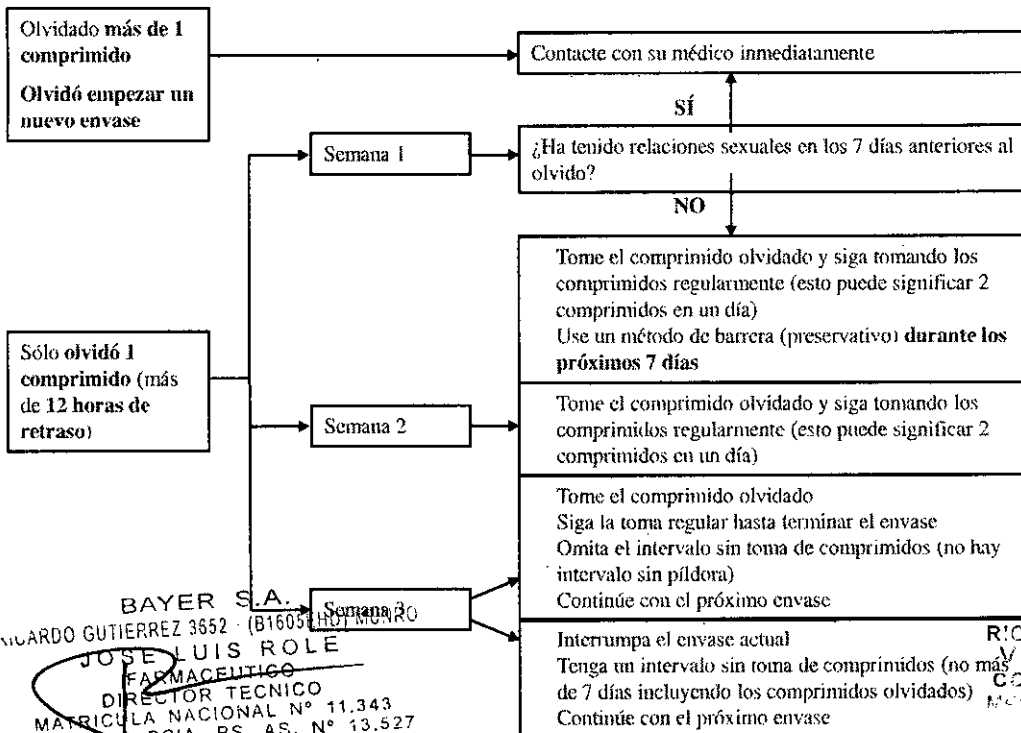 Olvidado más de 1
comprimido
Olvidó empezar un
nuevo envase
Contacte con su médico inmediatamente
SÍ
Semana 1
¿Ha tenido relaciones sexuales en los 7 días anteriores al
olvido?
NO
Tome el comprimido olvidado y siga tomando los
comprimidos regularmente (esto puede significar 2
comprimidos en un día)
Use un método de barrera (preservativo) durante los
próximos 7 días
Sólo olvidó 1
comprimido (más
de 12 horas de
retraso)
Semana 2
Tome el comprimido olvidado y siga tomando los
comprimidos regularmente (esto puede significar 2
comprimidos en un día)
Tome el comprimido olvidado
Siga la toma regular hasta terminar el envase
Omita el intervalo sin toma de comprimidos (no hay
intervalo sin píldora)
Continúe con el próximo envase
Semana 3
Interrumpa el envase actual
Tenga un intervalo sin toma de comprimidos (no más
de 7 días incluyendo los comprimidos olvidados)
Continúe con el próximo envase
BAYER S.A.
GUTIERREZ 3652 - MUNRO
JOSE LUIS ROLE
FARMACEUTICO
DIRECTOR TECNICO
MATRICULA NACIONAL Nº 11.343
PS. AS. Nº 13.527